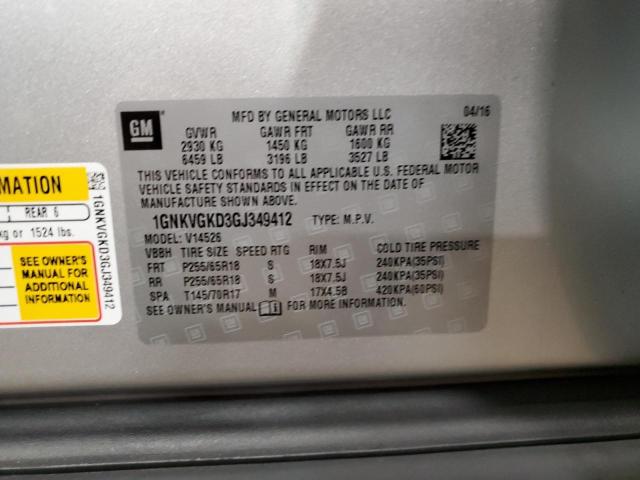 GM
MFD BY GENERAL MOTORS LLC 04/16
GVWR GAWR FRT GAWR RR
2930 KG 1450 KG 1600 KG
6459 LB 3196 LB 3527 LB
THIS VEHICLE CONFORMS TO ALL APPLICABLE U.S. FEDERAL MOTOR
VEHICLE SAFETY STANDARDS IN EFFECT ON THE DATE OF
MANUFACTURE SHOWN ABOVE.
1GNKVGKD3GJ349412 TYPE: M.P.V.
MODEL: V14526
VBBH TIRE SIZE SPEED RTG RIM COLD TIRE PRESSURE
FRT P255/65R18 S 18X7.5J 240KPA(35PSI)
RR P255/65R18 S 18X7.5J 240KPA(35PSI)
SPA T145/70R17 M 17X4.5B 420KPA(60PSI)
SEE OWNER'S MANUAL FOR MORE INFORMATION.
MATION
REAR 6
kg or 1524 lbs.
SEE OWNER'S
MANUAL FOR
ADDITIONAL
INFORMATION
1GNKVGKD3GJ349412